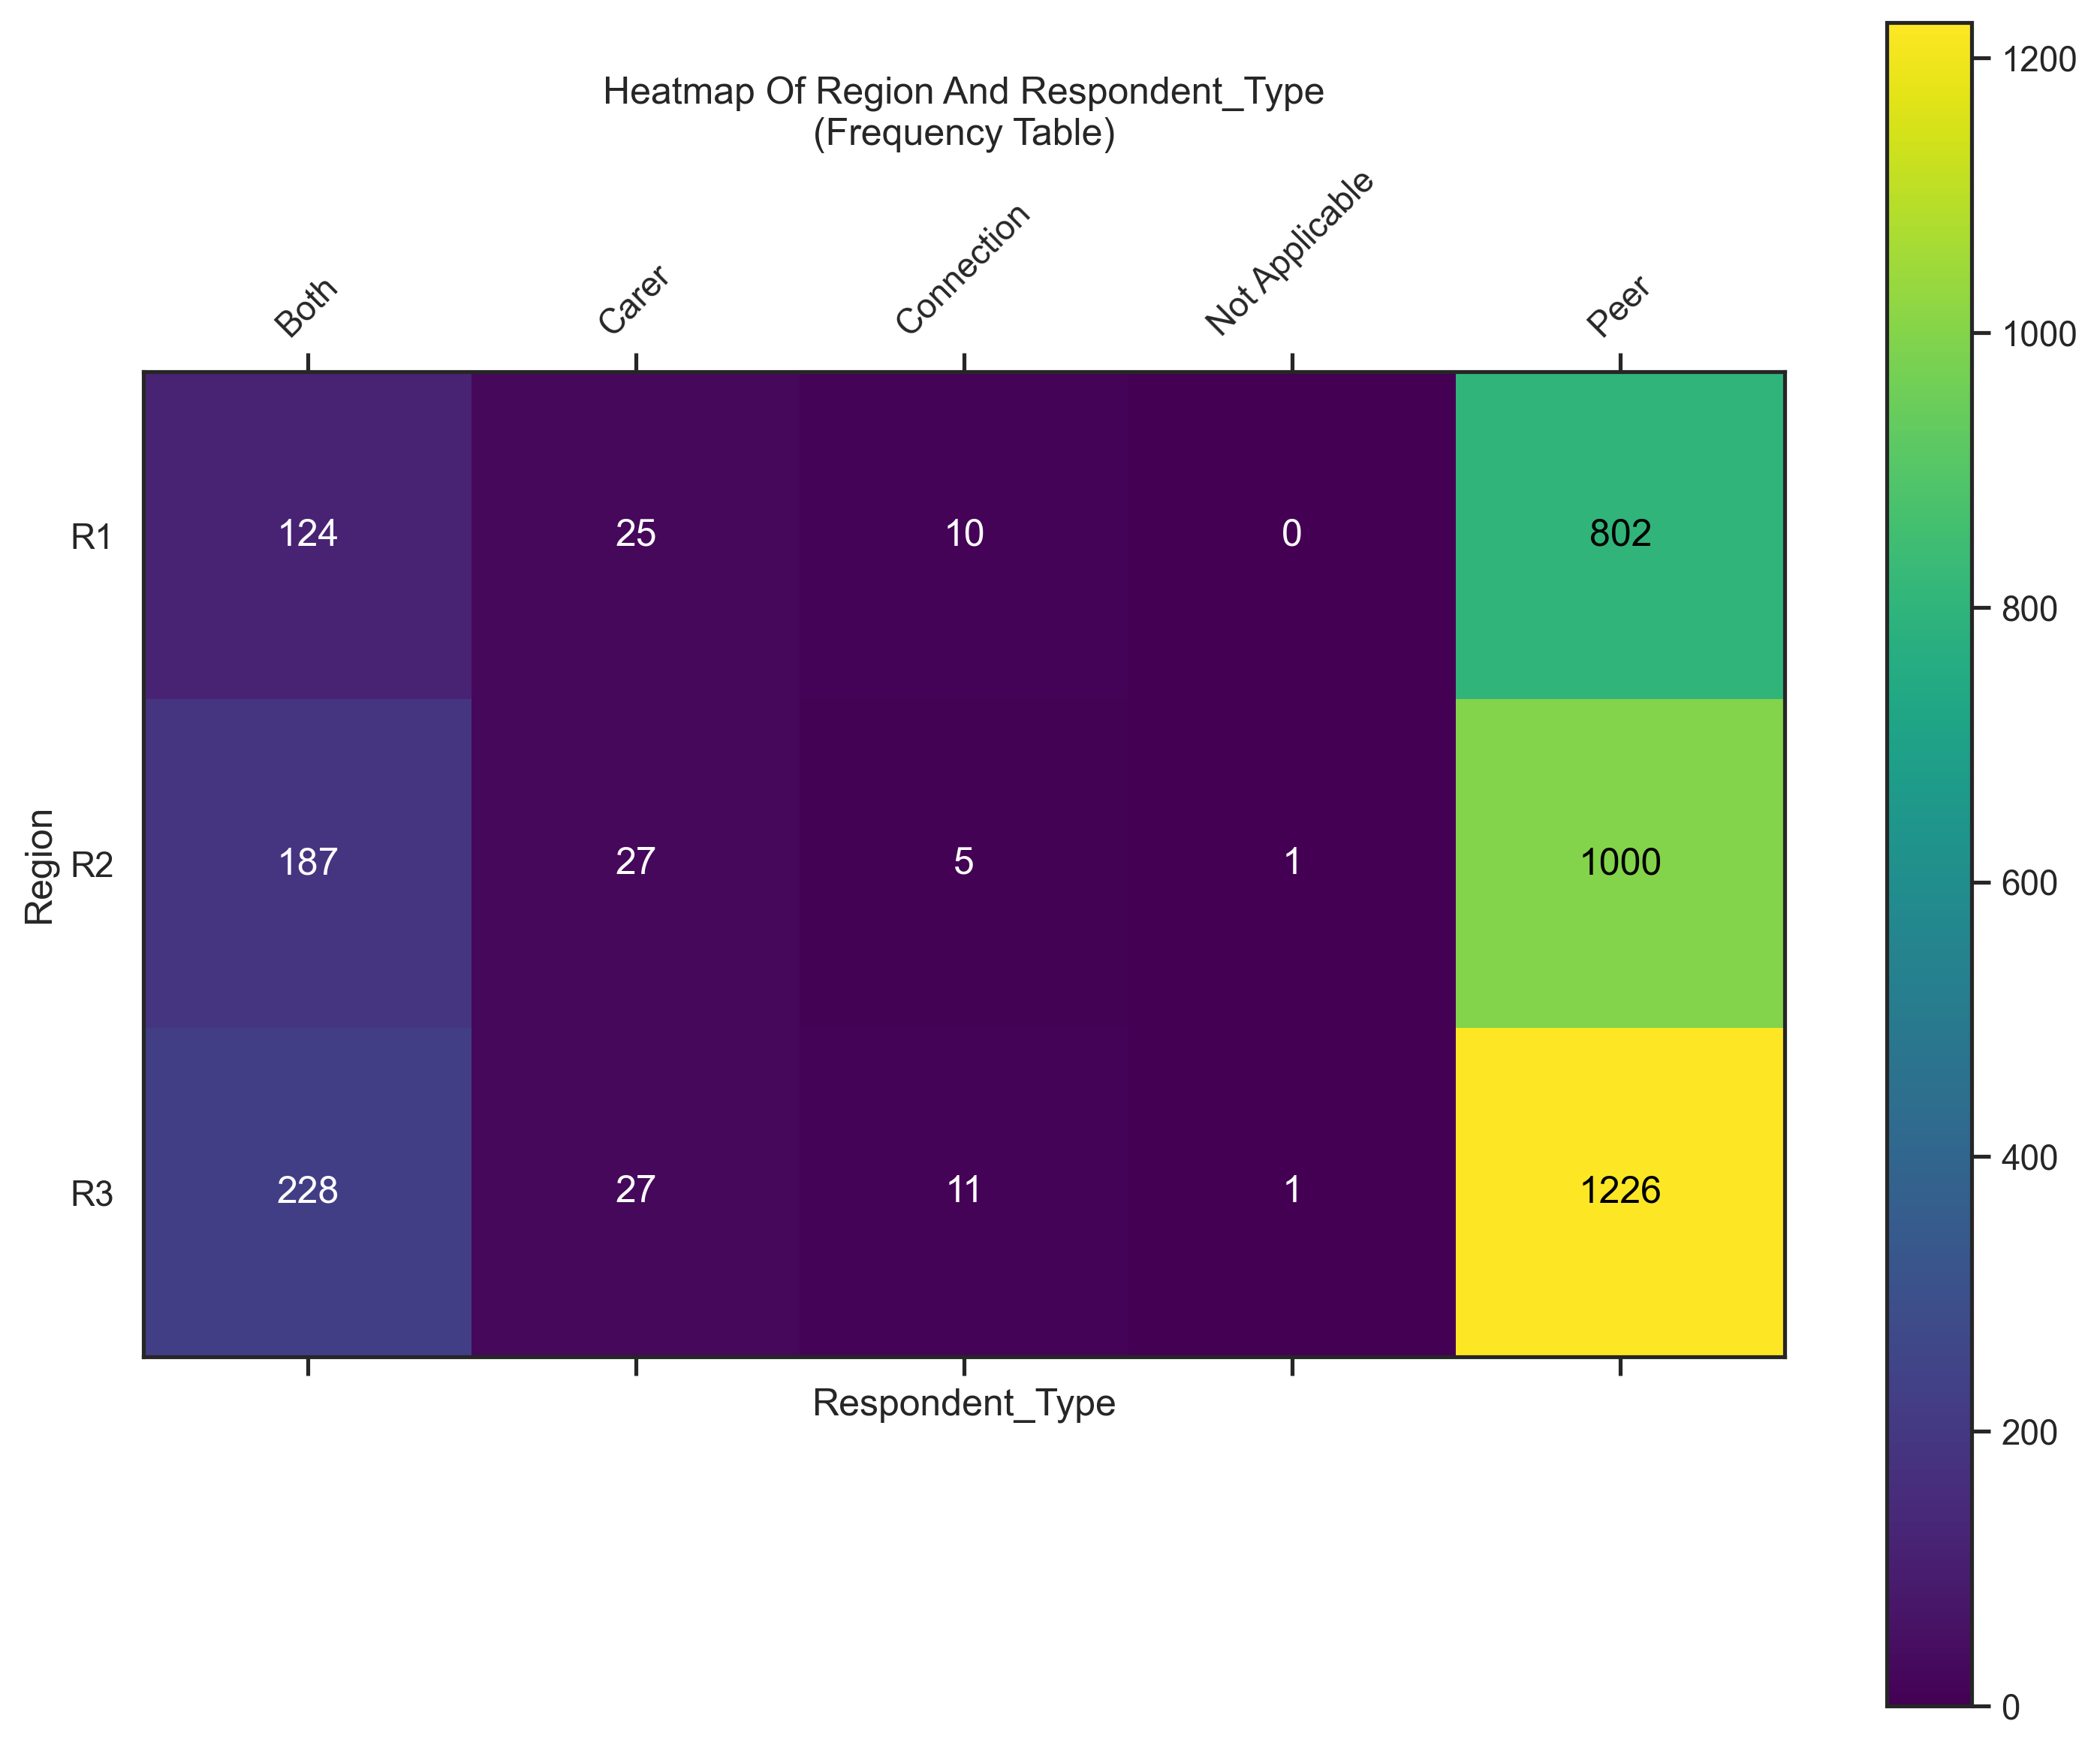 Heatmap Of Region And Respondent_Type
(Frequency Table)
Both Carer Connection Not Applicable Peer
R1 124 25 10 0 802
R2 187 27 5 1 1000
R3 228 27 11 1 1226
Region
Respondent_Type
1200
1000
800
600
400
200
0